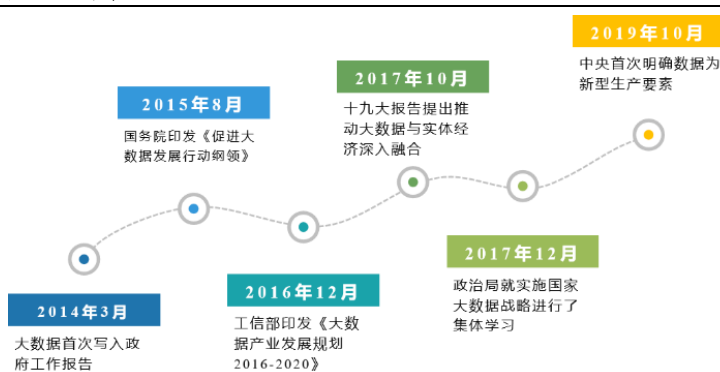 2014年3月
大数据首次写入政
府工作报告
2015年8月
国务院印发《促进大
数据发展行动纲领》
2016年12月
工信部印发《大数
据产业发展规划
2016-2020》
2017年10月
十九大报告提出推
动大数据与实体经
济深入融合
2017年12月
政治局就实施国家
大数据战略进行了
集体学习
2019年10月
中央首次明确数据为
新型生产要素